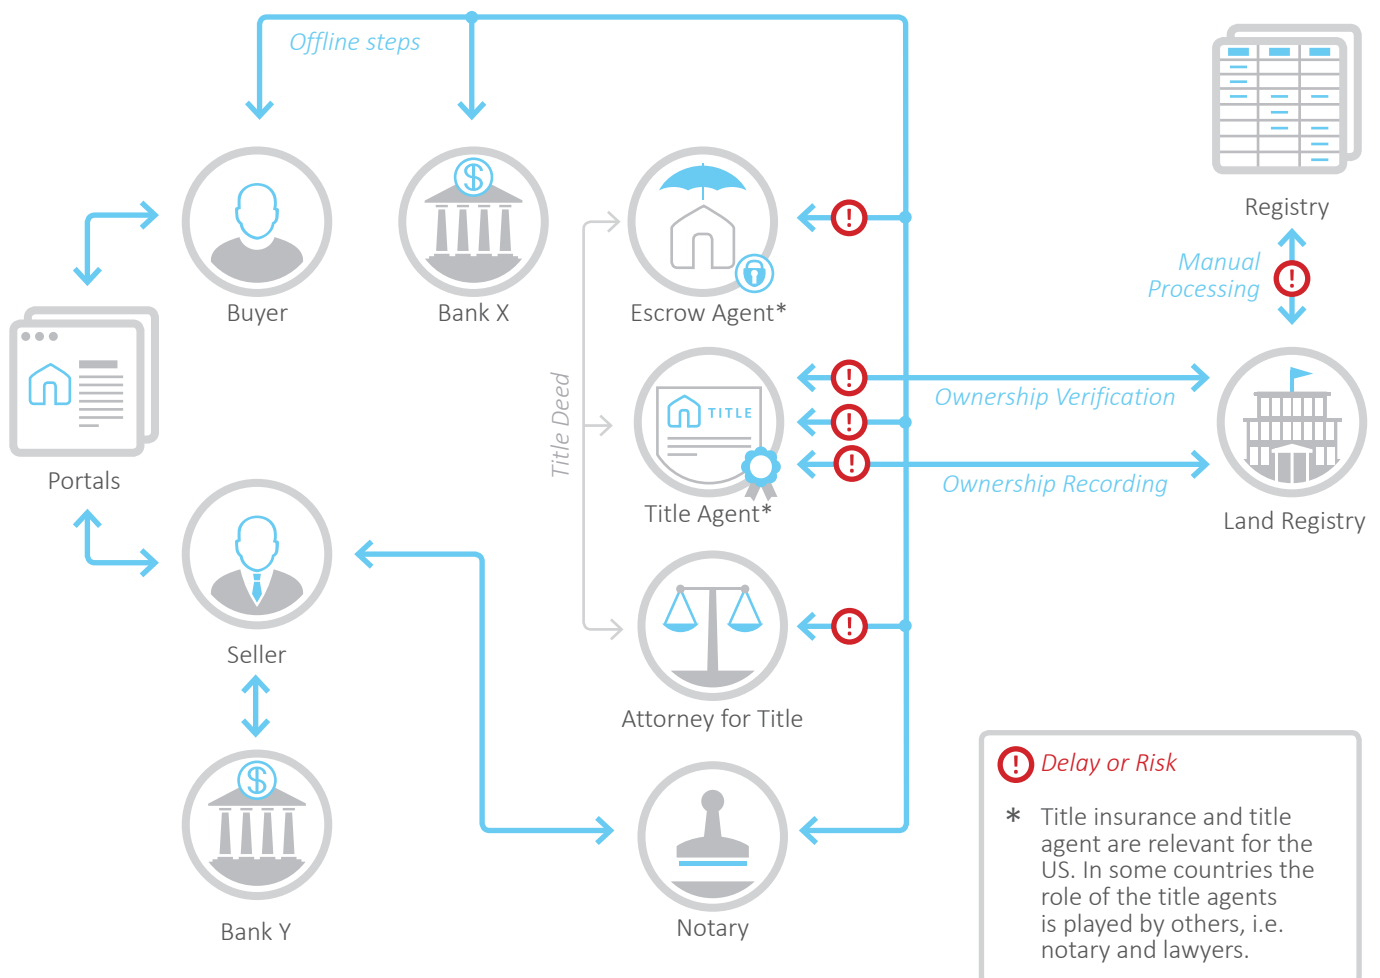 Offline steps
Registry
Manual
Processing
$
Buyer
Bank X
Escrow Agent*
Title Deed
TITLE
Ownership Verification
Ownership Recording
Portals
Title Agent*
Land Registry
Seller
Attorney for Title
$
Bank Y
Notary
! Delay or Risk
* Title insurance and title
agent are relevant for the
US. In some countries the
role of the title agents
is played by others, i.e.
notary and lawyers.